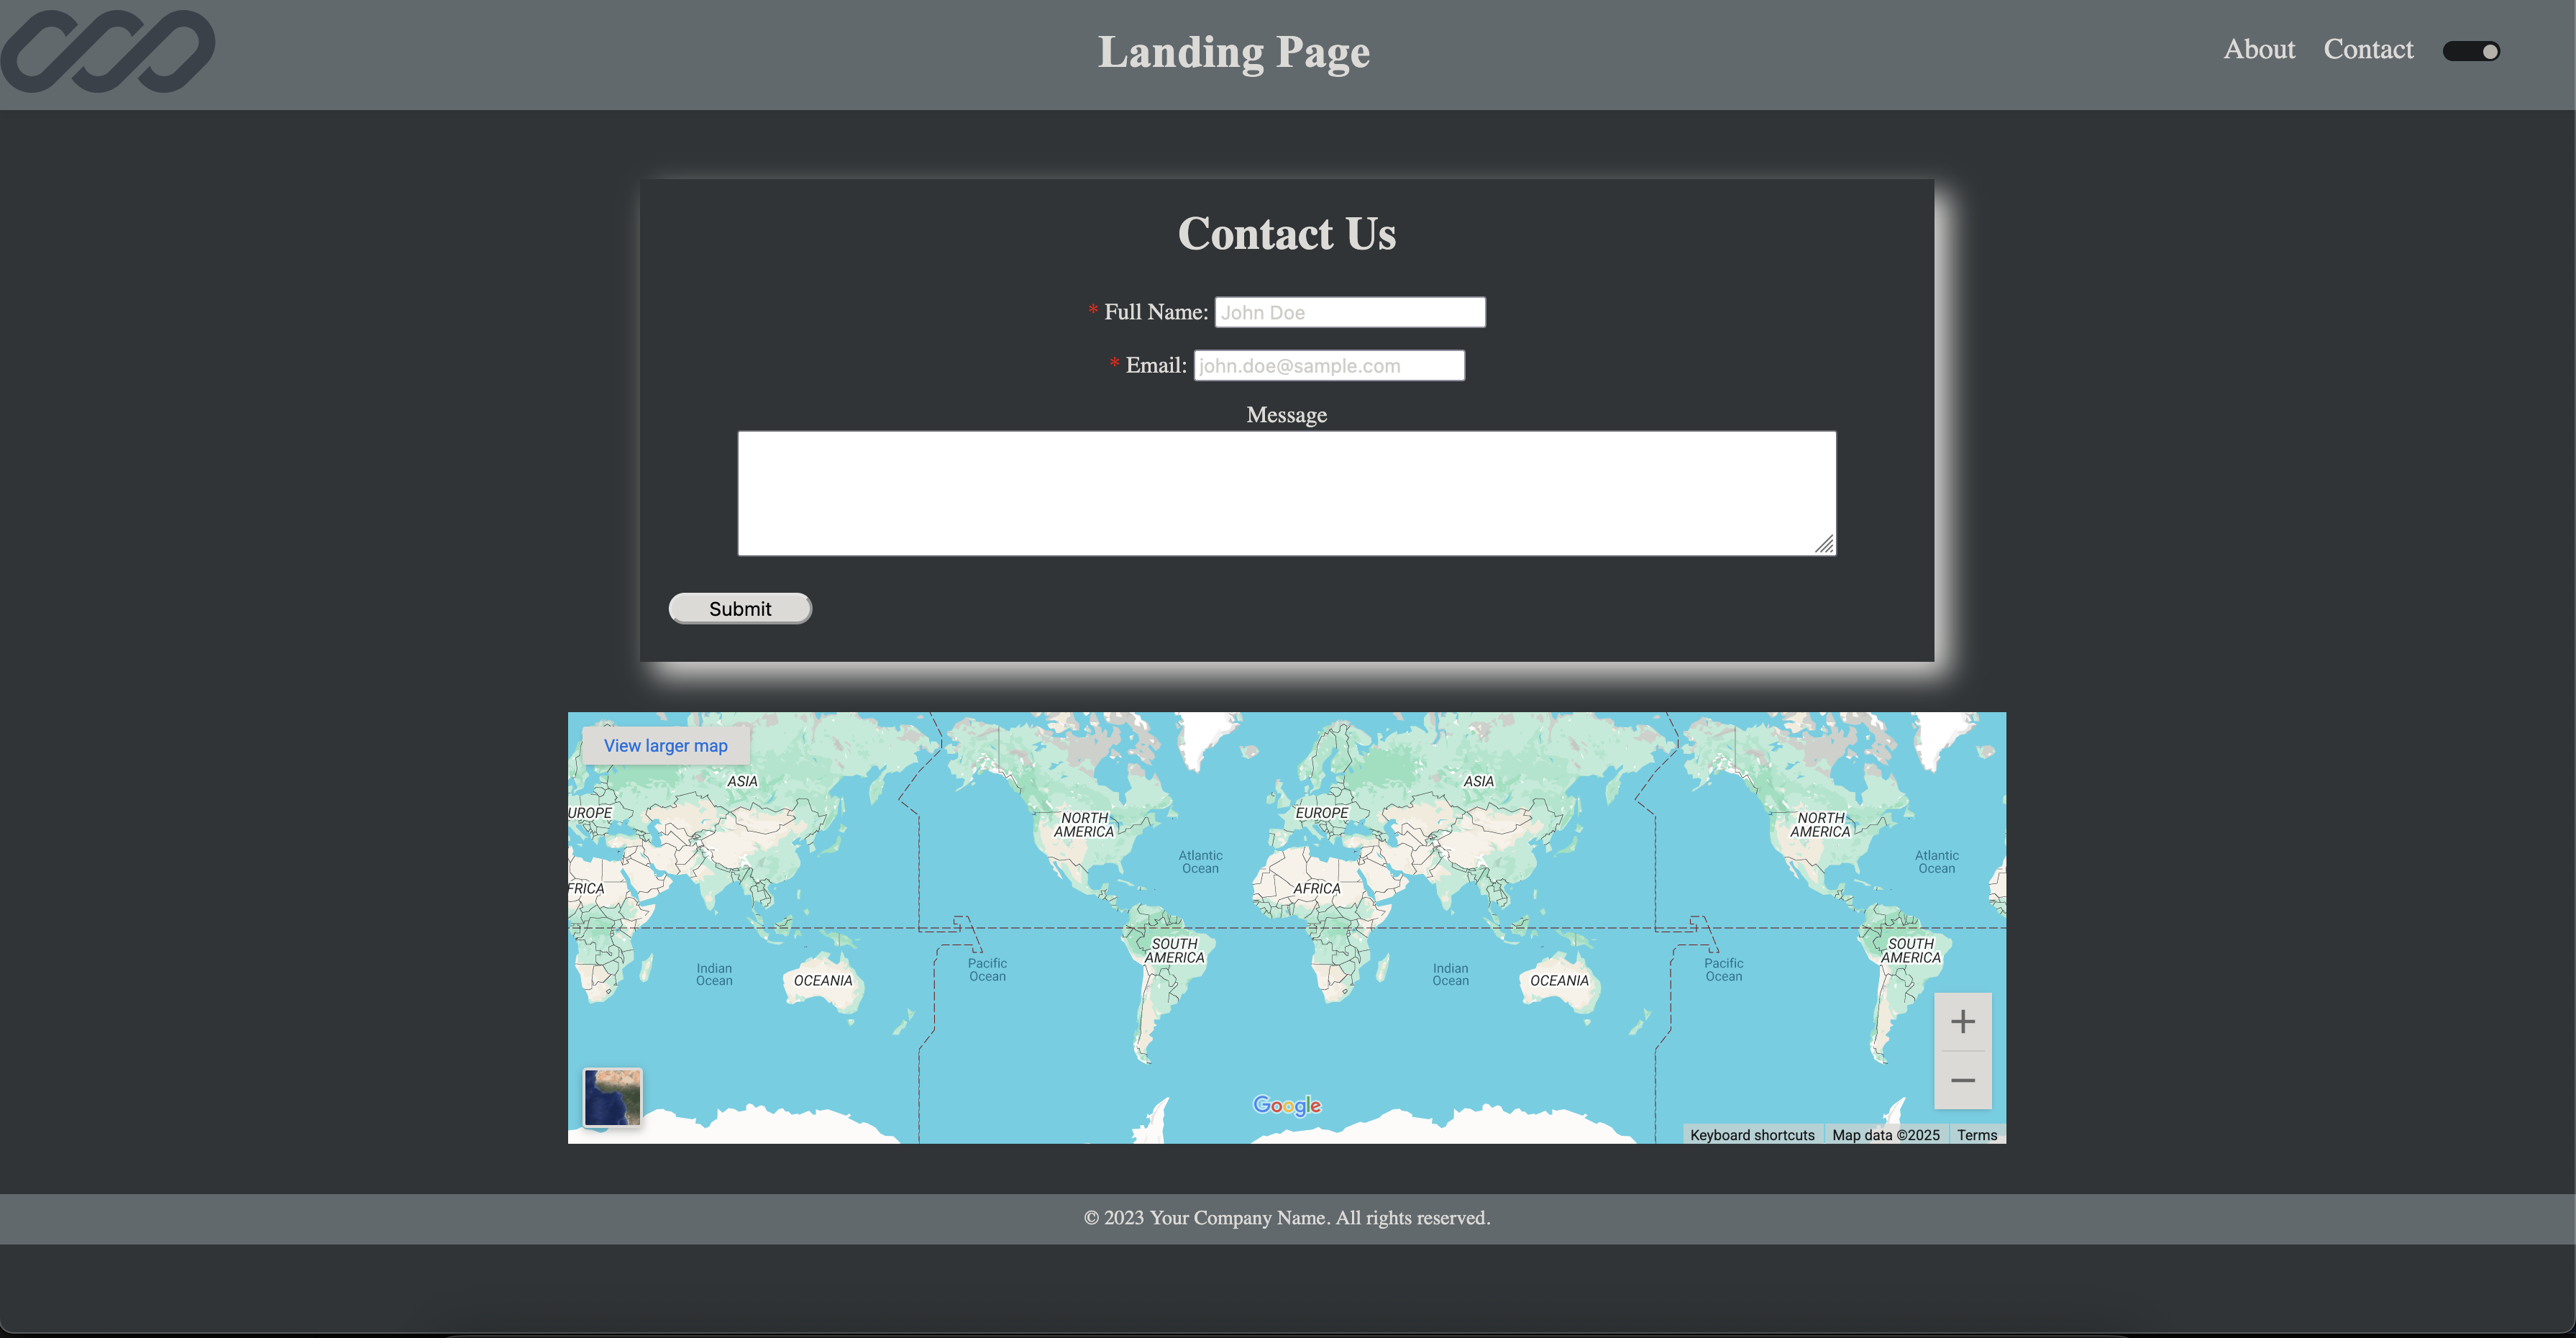 Landing Page
About
Contact
Contact Us
* Full Name: John Doe
* Email: john.doe@sample.com
Message
Submit
View larger map
ASIA
ASIA
UROPE
NORTH
AMERICA
EUROPE
NORTH
AMERICA
Atlantic
Ocean
Atlantic
Ocean
FRICA
AFRICA
SOUTH
AMERICA
SOUTH
AMERICA
Indian
Ocean
OCEANIA
Pacific
Ocean
Indian
Ocean
OCEANIA
Pacific
Ocean
Google
Keyboard shortcuts
Map data ©2025
Terms
© 2023 Your Company Name. All rights reserved.